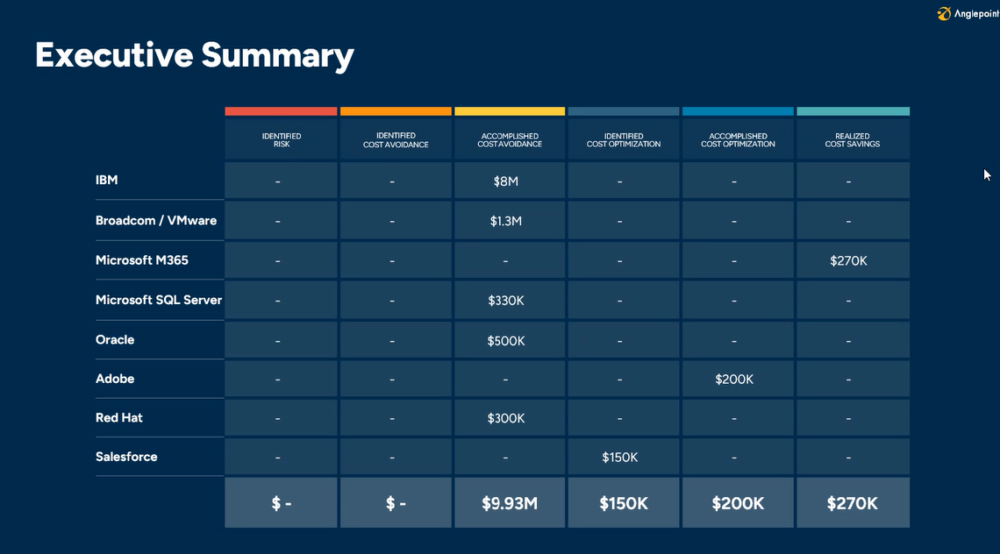 Anglepoint
Executive Summary
IDENTIFIED
RISK
IDENTIFIED
COST AVOIDANCE
ACCOMPLISHED
COST AVOIDANCE
IDENTIFIED
COST OPTIMIZATION
ACCOMPLISHED
COST OPTIMIZATION
REALIZED
COST SAVINGS
IBM - - $8M - - -
Broadcom / VMware - - $1.3M - - -
Microsoft M365 - - - - - $270K
Microsoft SQL Server - - $330K - - -
Oracle - - $500K - - -
Adobe - - - - $200K -
Red Hat - - $300K - - -
Salesforce - - - $150K - -
$ - $ - $9.93M $150K $200K $270K